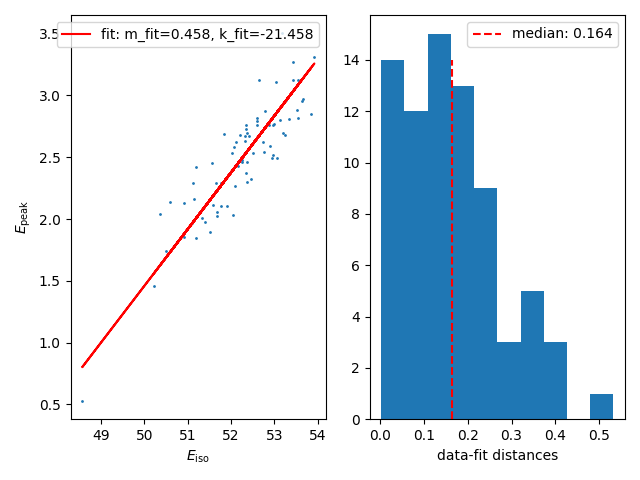 fit: m_fit=0.458, k_fit=-21.458
3.5
3.0
2.5
2.0
1.5
1.0
0.5
E_peak
49 50 51 52 53 54
E_iso
median: 0.164
14
12
10
8
6
4
2
0
0.0 0.1 0.2 0.3 0.4 0.5
data-fit distances